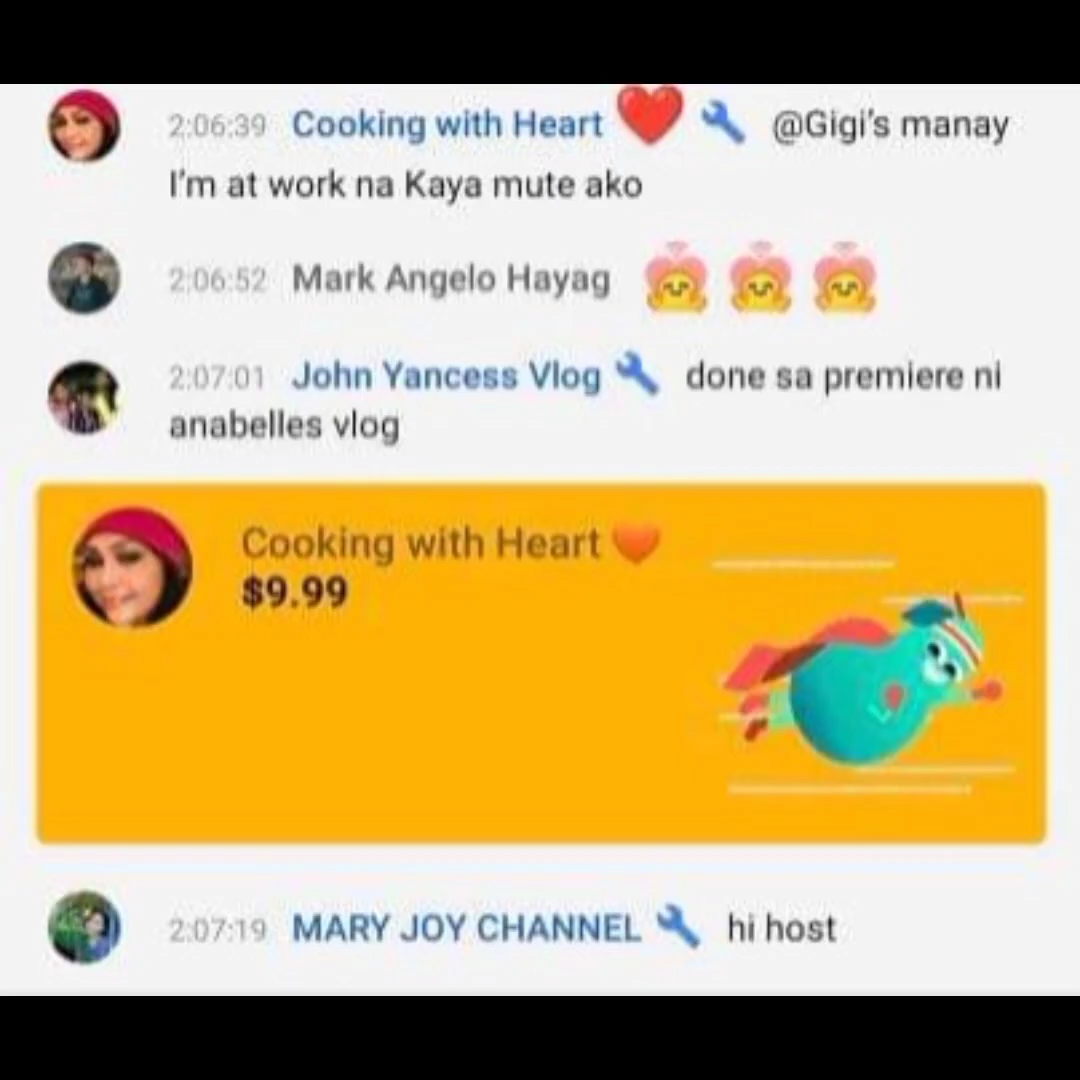 2:06:39 Cooking with Heart ❤️ 🔧 @Gigi's manay
I'm at work na Kaya mute ako
2:06:52 Mark Angelo Hayag
2:07:01 John Yancess Vlog 🔧 done sa premiere ni
anabelles vlog
Cooking with Heart 🧡
$9.99
2:07:19 MARY JOY CHANNEL 🔧 hi host